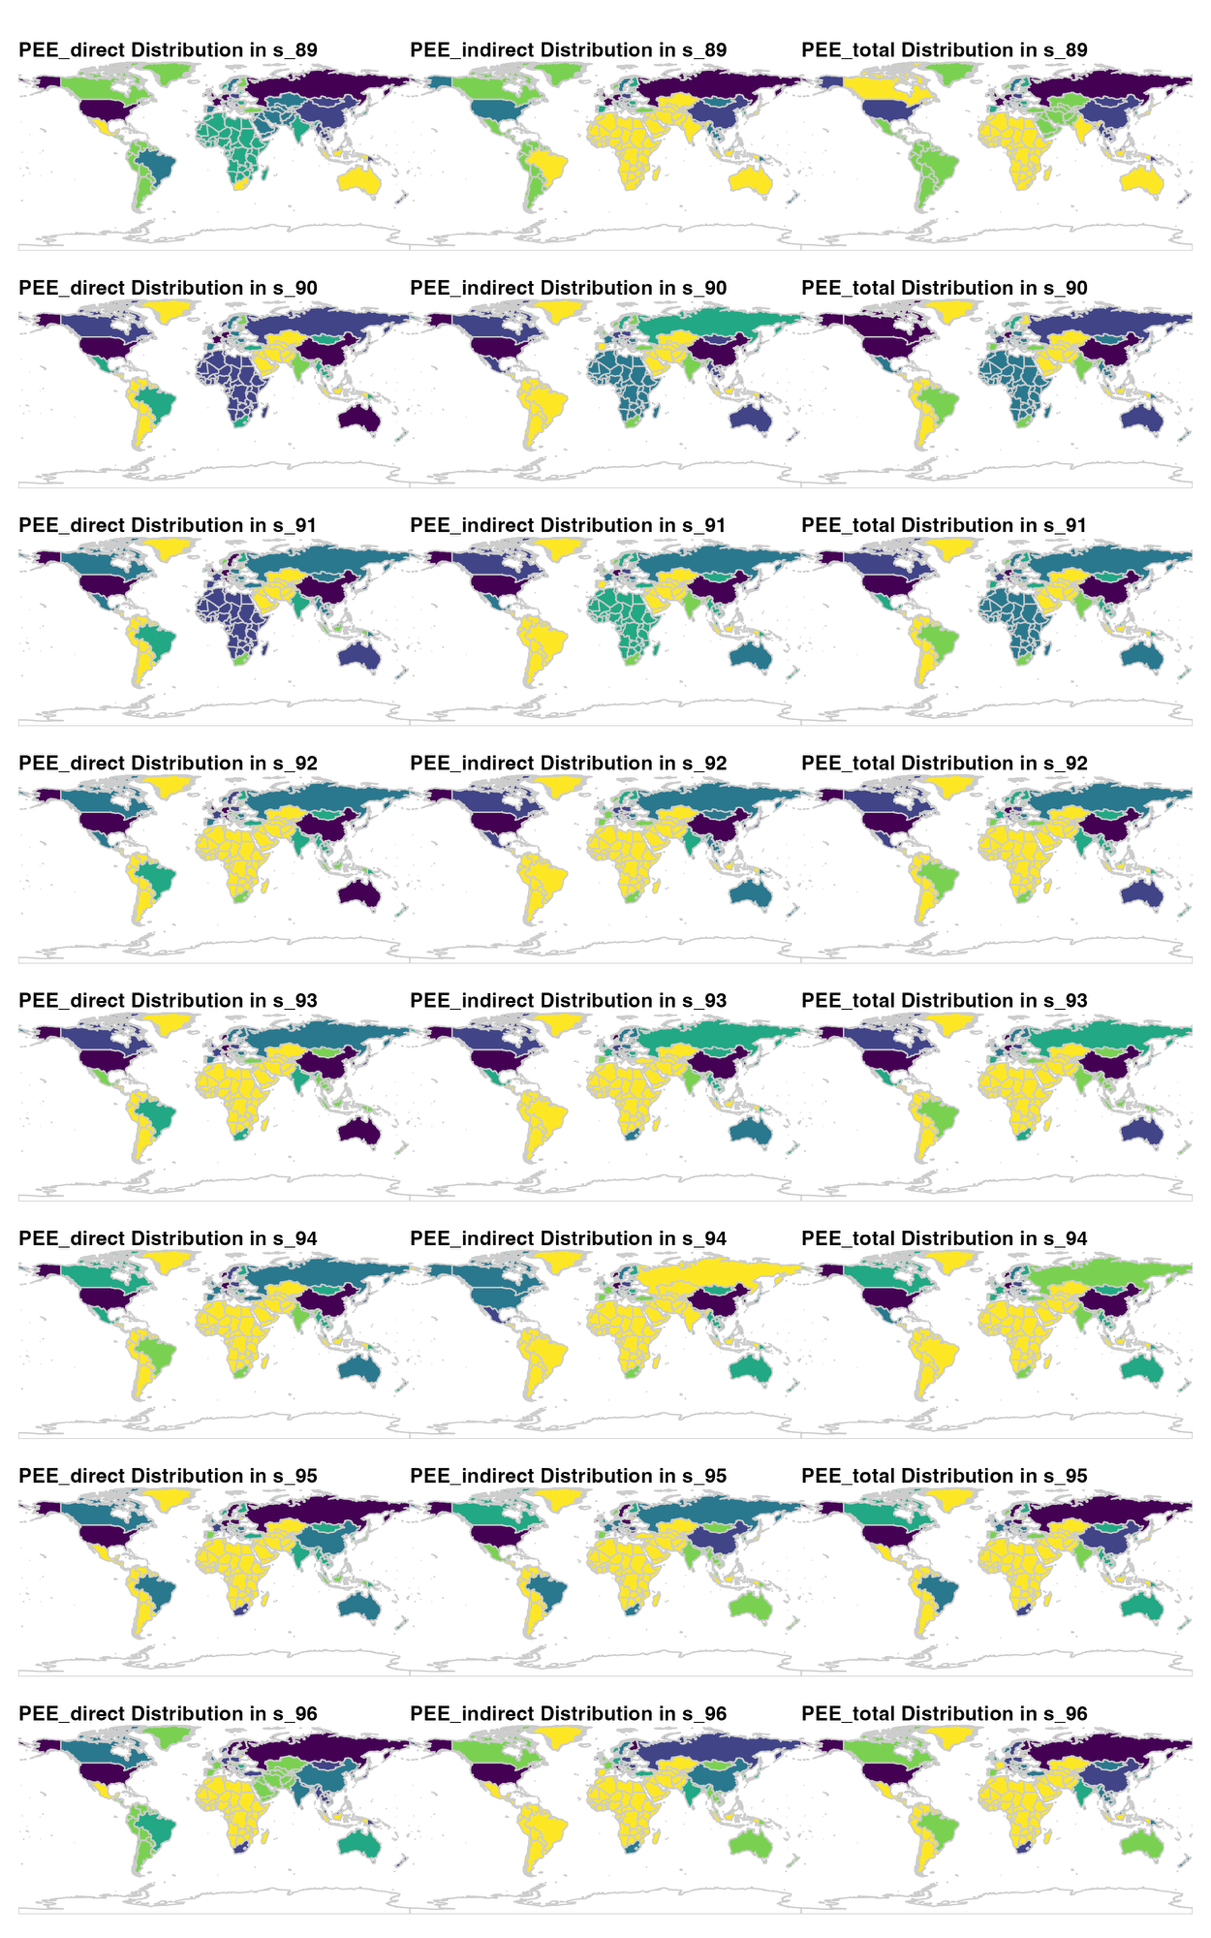 PEE_direct Distribution in s_89 PEE_indirect Distribution in s_89 PEE_total Distribution in s_89
PEE_direct Distribution in s_90 PEE_indirect Distribution in s_90 PEE_total Distribution in s_90
PEE_direct Distribution in s_91 PEE_indirect Distribution in s_91 PEE_total Distribution in s_91
PEE_direct Distribution in s_92 PEE_indirect Distribution in s_92 PEE_total Distribution in s_92
PEE_direct Distribution in s_93 PEE_indirect Distribution in s_93 PEE_total Distribution in s_93
PEE_direct Distribution in s_94 PEE_indirect Distribution in s_94 PEE_total Distribution in s_94
PEE_direct Distribution in s_95 PEE_indirect Distribution in s_95 PEE_total Distribution in s_95
PEE_direct Distribution in s_96 PEE_indirect Distribution in s_96 PEE_total Distribution in s_96